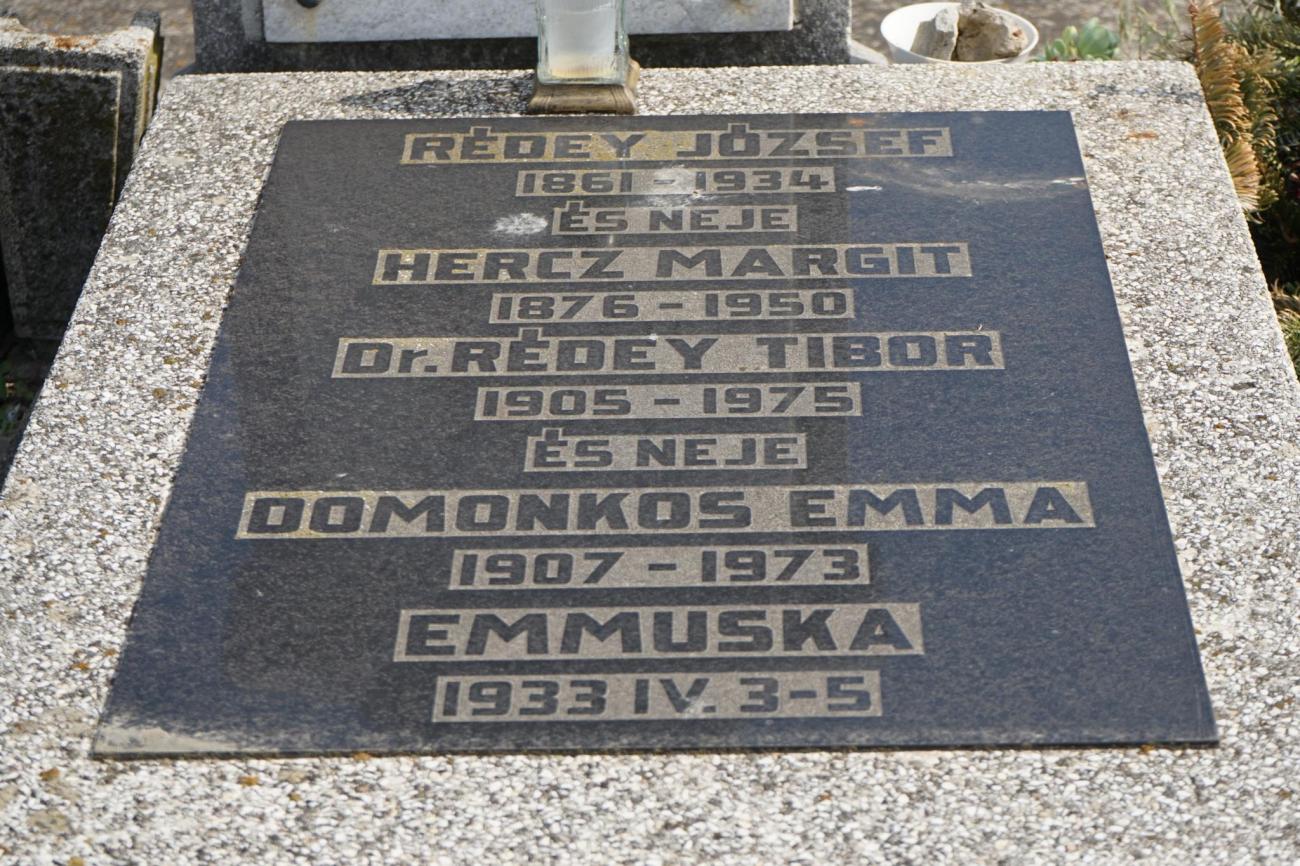 RÉDEY JÓZSEF
1861 - 1934
ÉS NEJE
HERCZ MARGIT
1876 - 1950
Dr. RÉDEY TIBOR
1905 - 1975
ÉS NEJE
DOMONKOS EMMA
1907 - 1973
EMMUSKA
1933 IV. 3-5